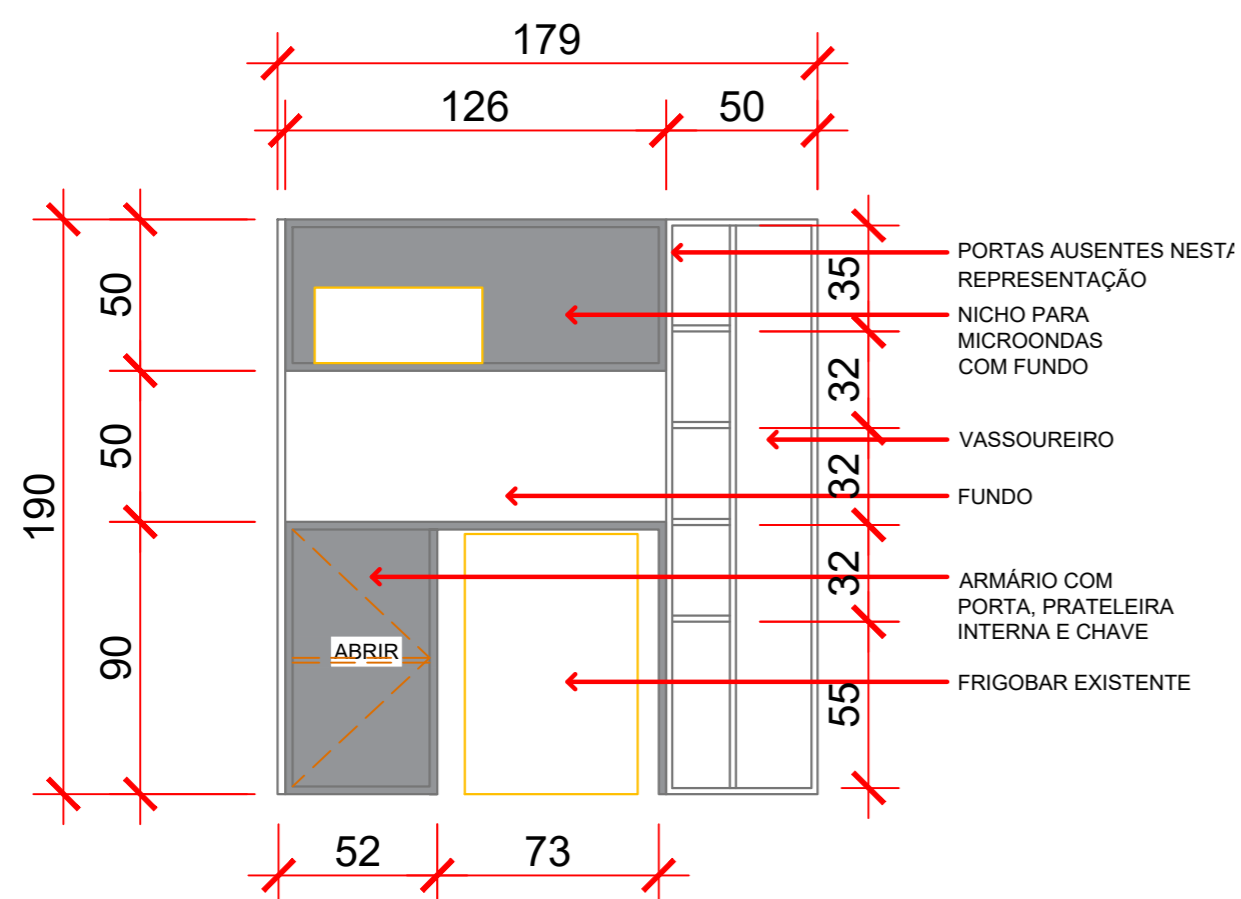 179
126
50
50
50
190
90
35
32
32
32
55
PORTAS AUSENTES NESTA
REPRESENTAÇÃO
NICHO PARA
MICROONDAS
COM FUNDO
VASSOUREIRO
FUNDO
ARMÁRIO COM
PORTA, PRATELEIRA
INTERNA E CHAVE
ABRIR
FRIGOBAR EXISTENTE
52
73